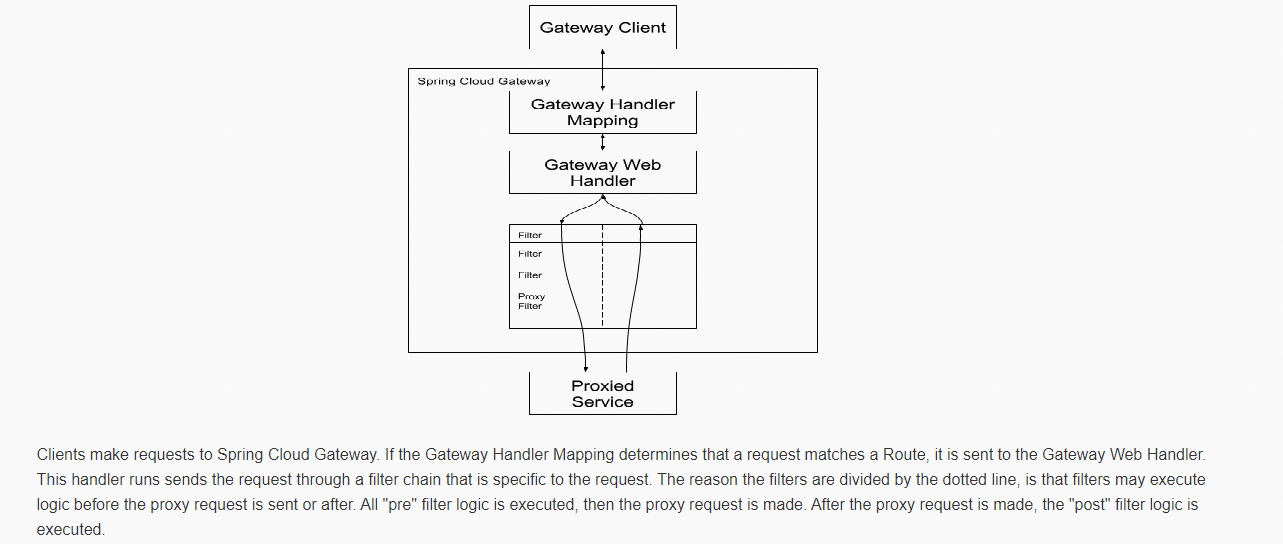 Gateway Client
Spring Cloud Gateway
Gateway Handler
Mapping
Gateway Web
Handler
Filter
Filter
Filter
Proxy
Filter
Proxied
Service
Clients make requests to Spring Cloud Gateway. If the Gateway Handler Mapping determines that a request matches a Route, it is sent to the Gateway Web Handler.
This handler runs sends the request through a filter chain that is specific to the request. The reason the filters are divided by the dotted line, is that filters may execute
logic before the proxy request is sent or after. All "pre" filter logic is executed, then the proxy request is made. After the proxy request is made, the "post" filter logic is
executed.